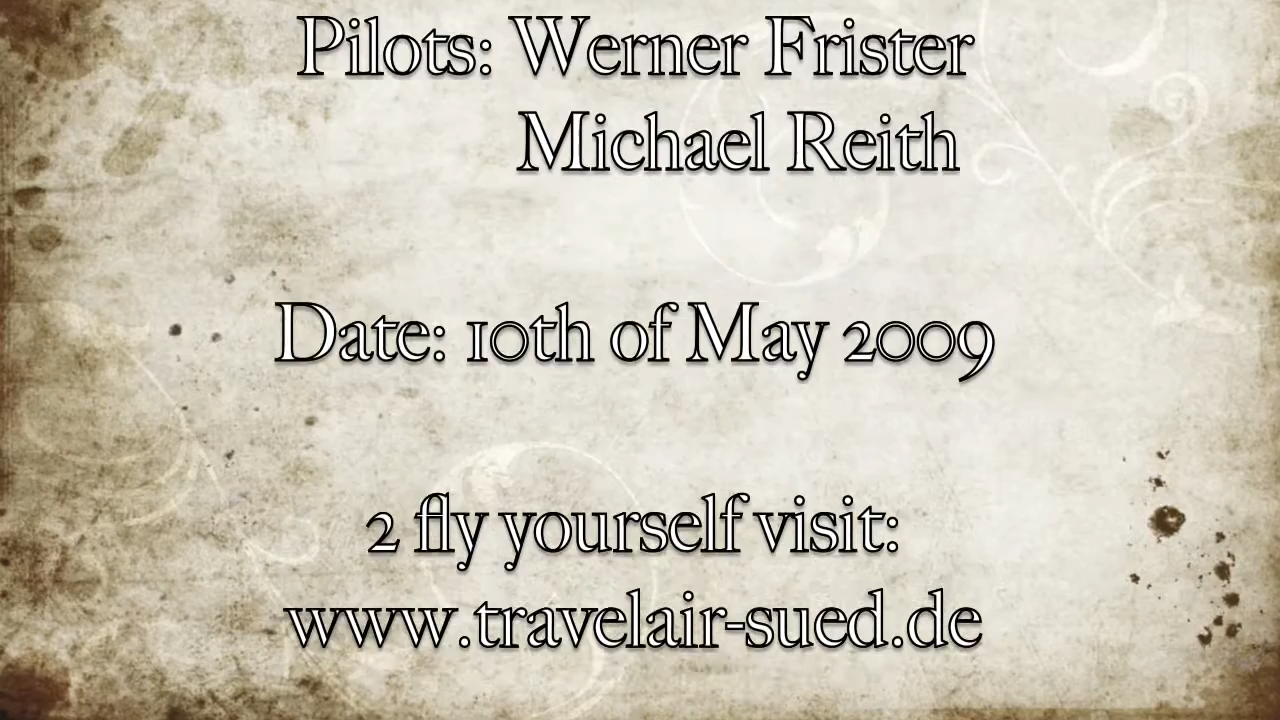 Pilots: Werner Frister
Michael Reith
Date: 10th of May 2009
2 fly yourself visit:
www.travelair-sued.de